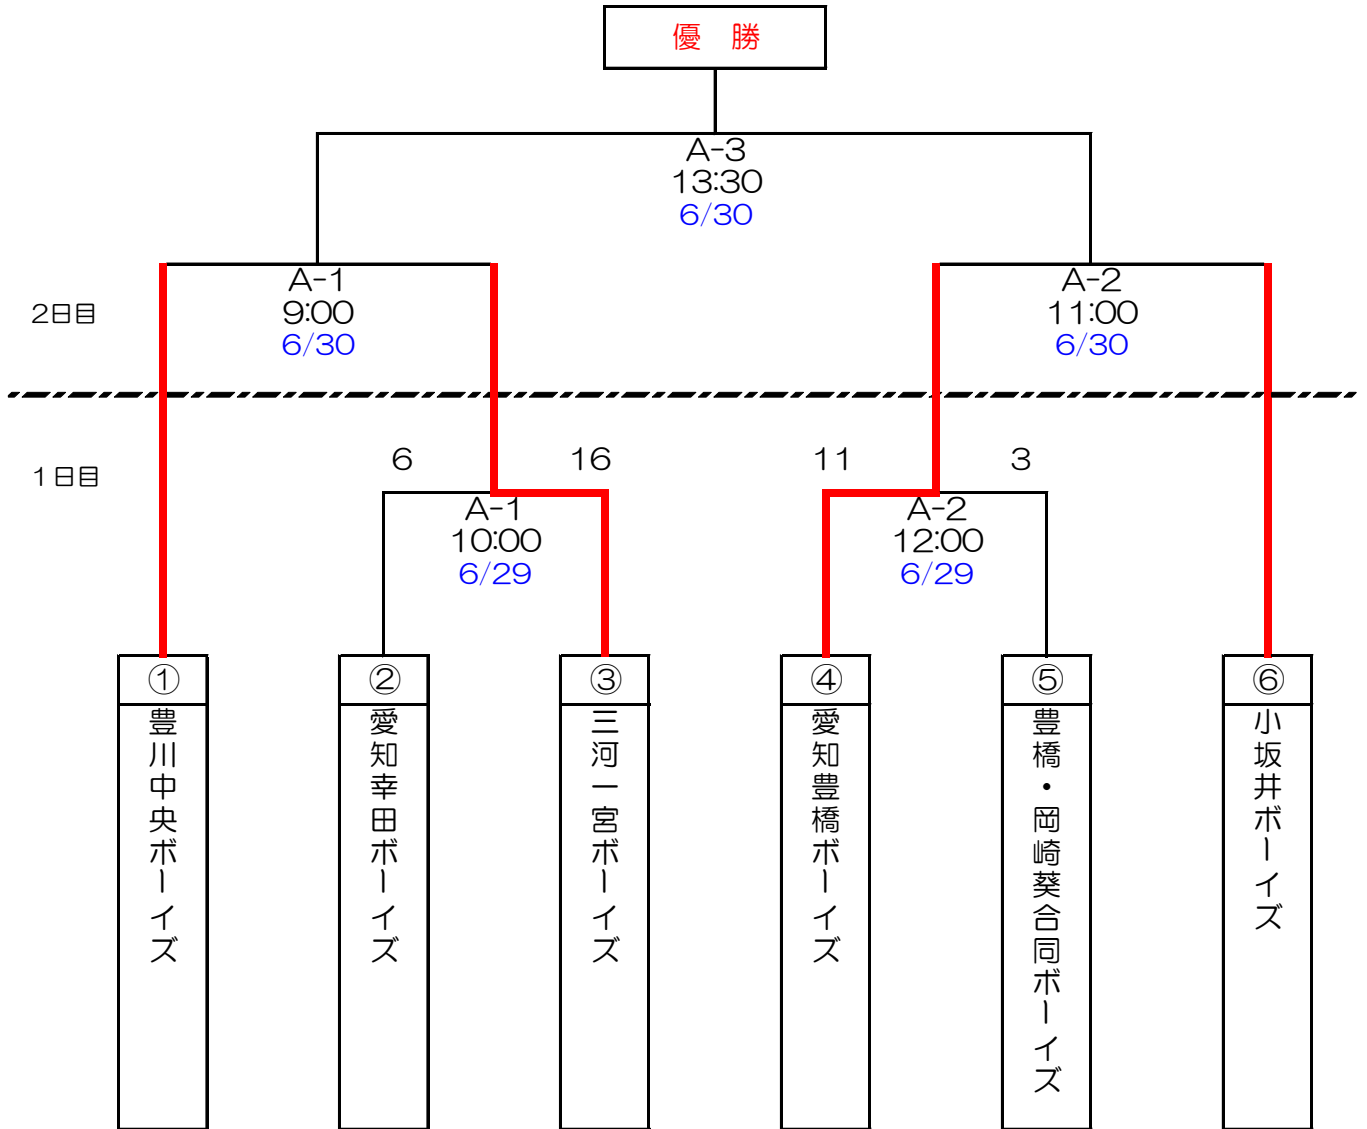 優 勝
A-3
13:30
6/30
A-1
9:00
6/30
A-2
11:00
6/30
2日目
1日目
6
16
11
3
A-1
10:00
6/29
A-2
12:00
6/29
①
②
③
④
⑤
⑥
豊川中央ボーイズ
愛知幸田ボーイズ
三河一宮ボーイズ
愛知豊橋ボーイズ
豊橋・岡崎葵合同ボーイズ
小坂井ボーイズ